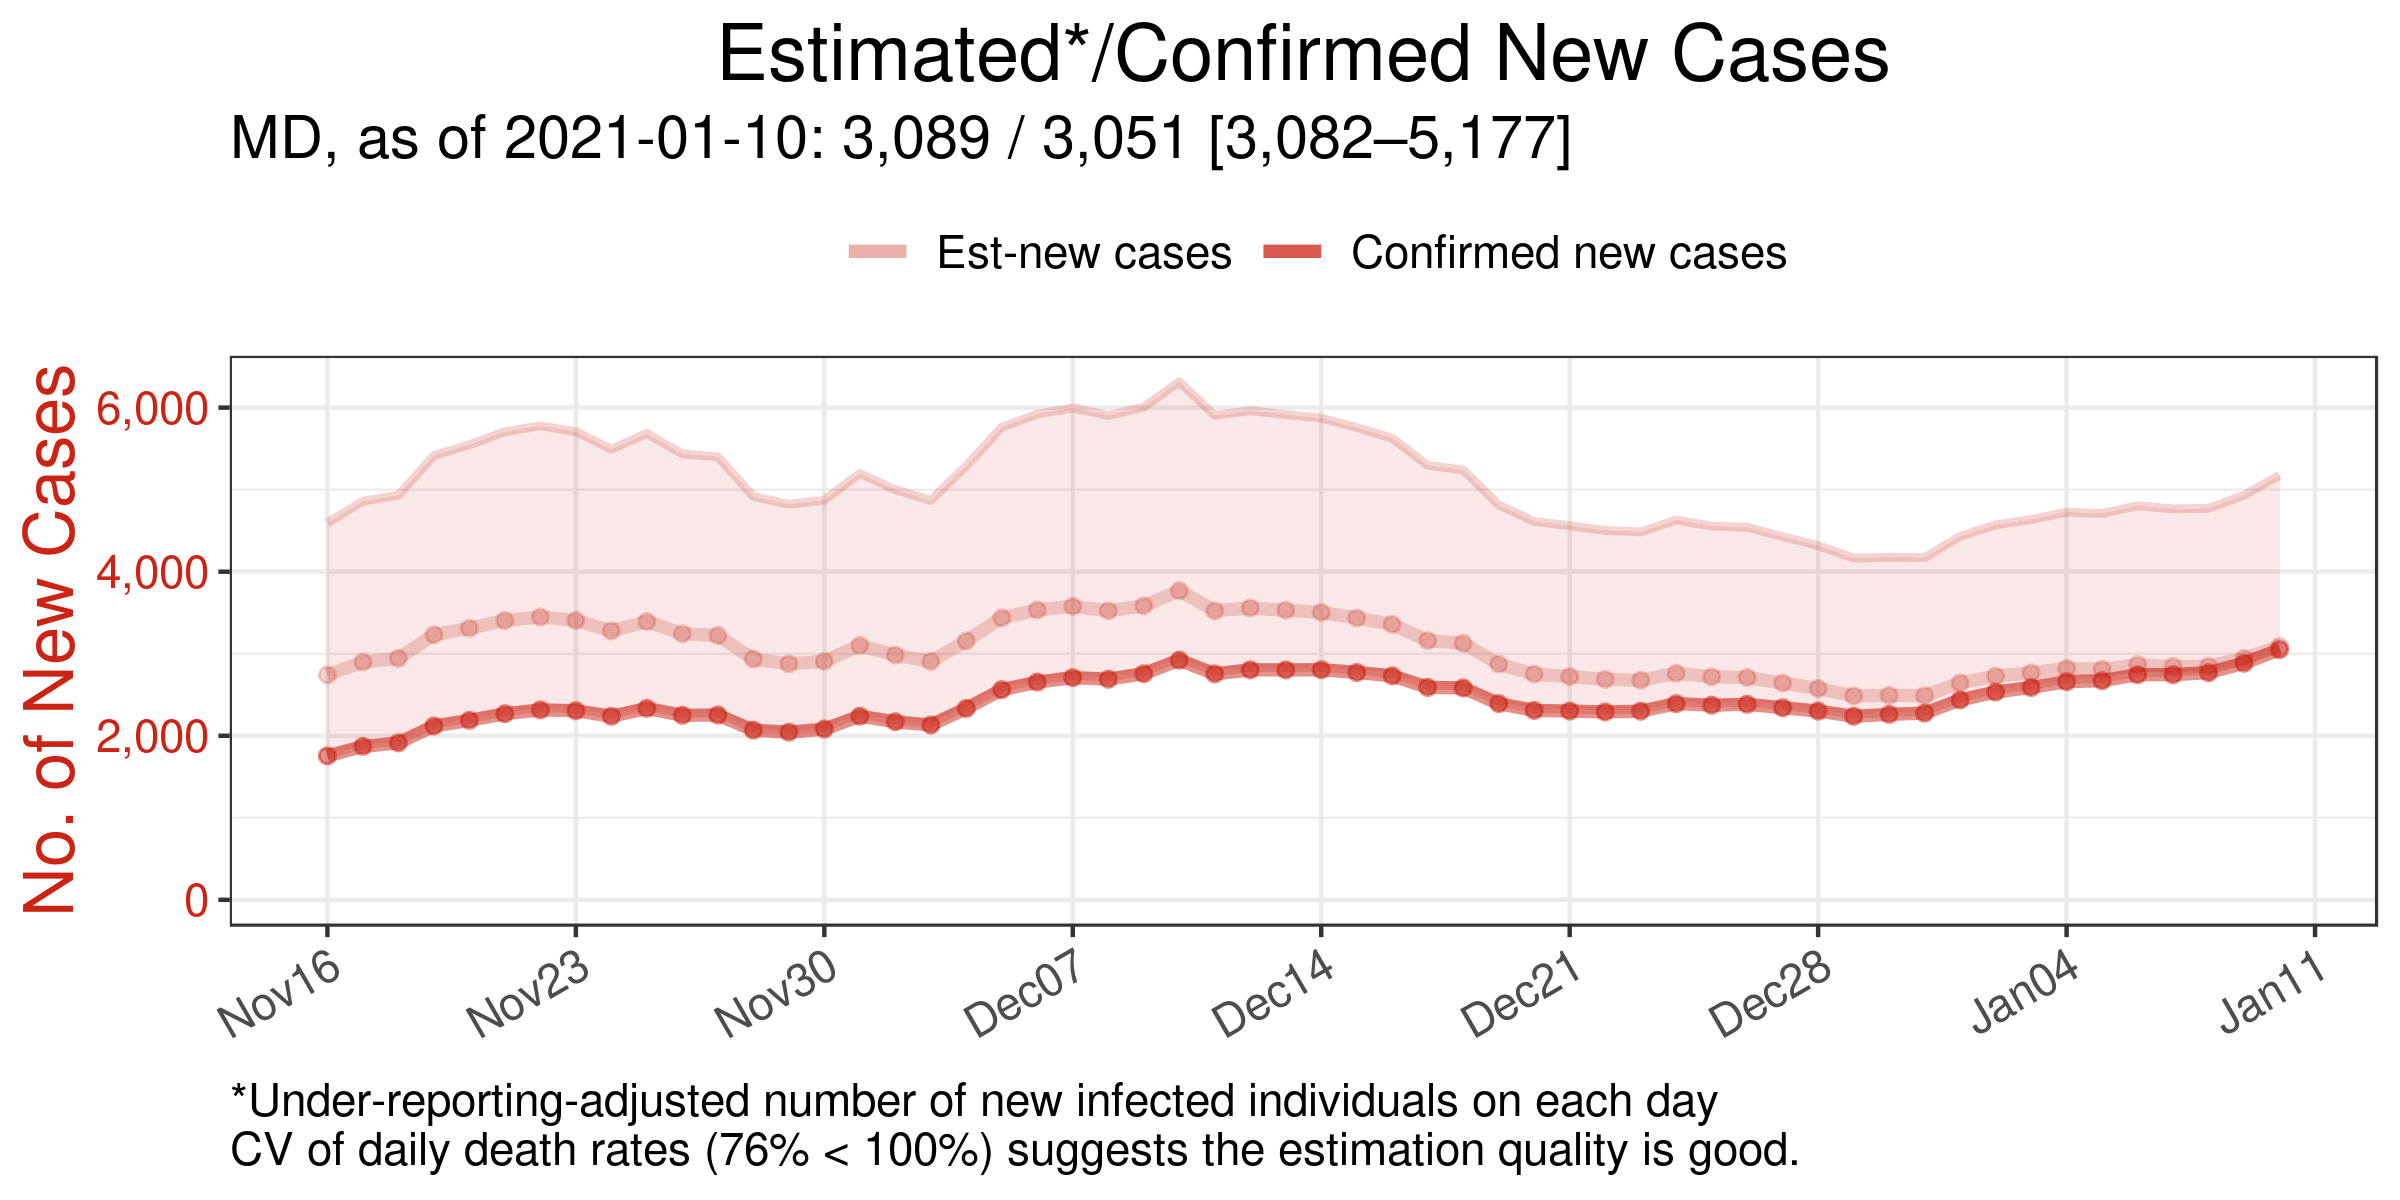 Estimated*/Confirmed New Cases
MD, as of 2021-01-10: 3,089 / 3,051 [3,082–5,177]
Est-new cases
Confirmed new cases
No. of New Cases
6,000
4,000
2,000
0
Nov16
Nov23
Nov30
Dec07
Dec14
Dec21
Dec28
Jan04
Jan11
*Under-reporting-adjusted number of new infected individuals on each day
CV of daily death rates (76% < 100%) suggests the estimation quality is good.